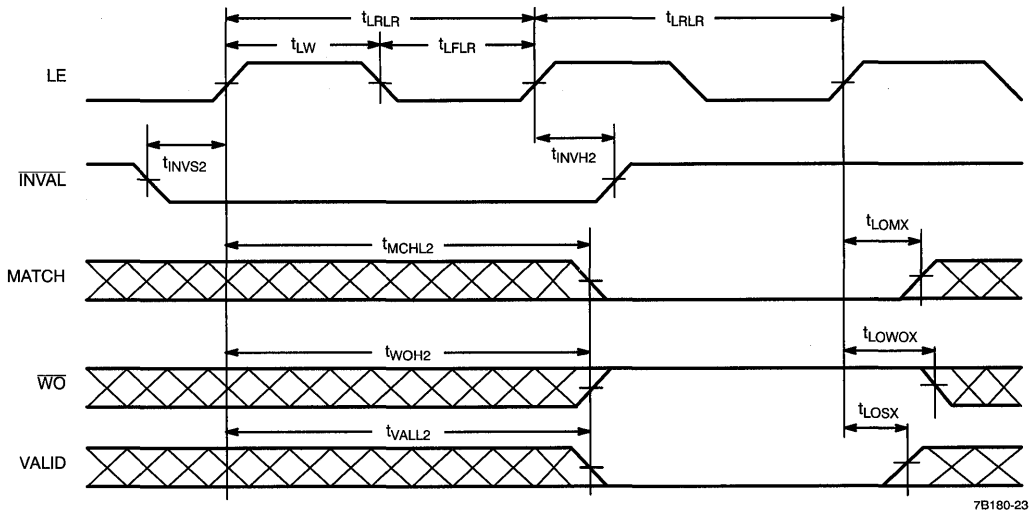 tLRLR
tLRLR
tLW
tLFLR
LE
tINVS2
tINVH2
INVAL
tMCHL2
tLOMX
MATCH
tWOH2
tLOWOX
WO
tVALL2
tLOSX
VALID
7B180-23